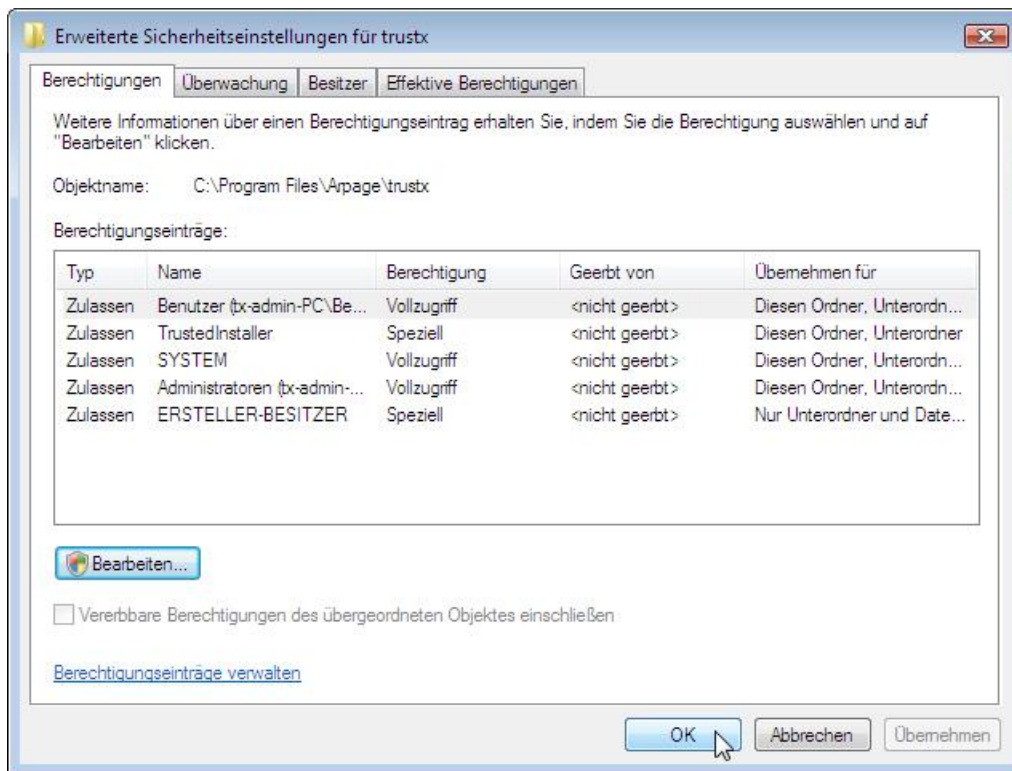 Erweiterte Sicherheitseinstellungen für trustx
Berechtigungen Überwachung Besitzer Effektive Berechtigungen
Weitere Informationen über einen Berechtigungseintrag erhalten Sie, indem Sie die Berechtigung auswählen und auf
"Bearbeiten" klicken.
Objektname: C:\Program Files\Arpage\trustx
Berechtigungseinträge:
Typ Name Berechtigung Geerbt von Übernehmen für
Zulassen Benutzer (tx-admin-PC\Be... Vollzugriff <nicht geerbt> Diesen Ordner, Unterordn...
Zulassen TrustedInstaller Speziell <nicht geerbt> Diesen Ordner, Unterordner
Zulassen SYSTEM Vollzugriff <nicht geerbt> Diesen Ordner, Unterordn...
Zulassen Administratoren (tx-admin-... Vollzugriff <nicht geerbt> Diesen Ordner, Unterordn...
Zulassen ERSTELLER-BESITZER Speziell <nicht geerbt> Nur Unterordner und Date...
Bearbeiten...
Vererbbare Berechtigungen des übergeordneten Objektes einschließen
Berechtigungseinträge verwalten
OK Abbrechen Übernehmen